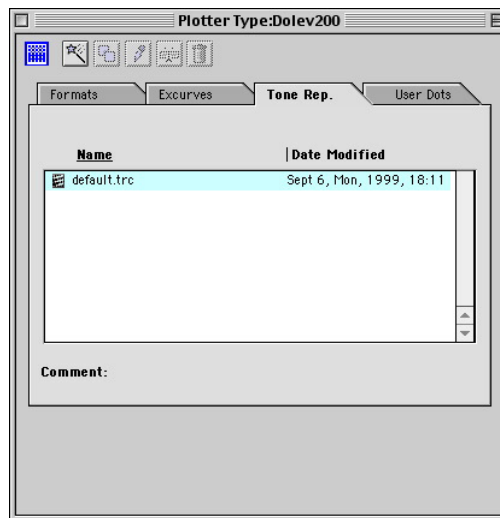 Plotter Type:Dolev200
Formats Excurves Tone Rep. User Dots
Name Date Modified
default.trc Sept 6, Mon, 1999, 18:11
Comment: